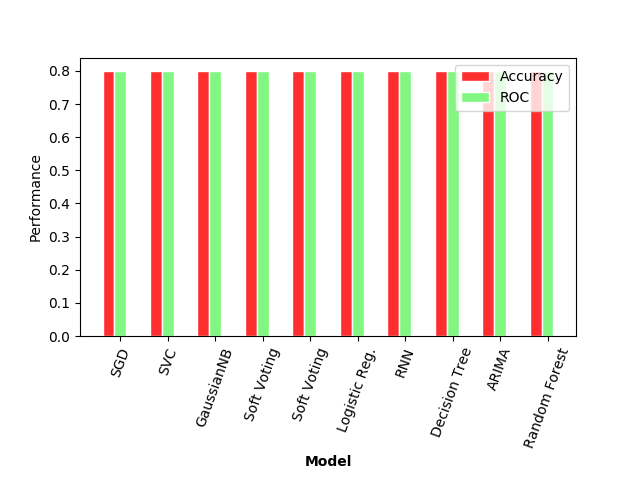 Accuracy
ROC
Performance
0.8
0.7
0.6
0.5
0.4
0.3
0.2
0.1
0.0
SGD
SVC
GaussianNB
Soft Voting
Soft Voting
Logistic Reg.
RNN
Decision Tree
ARIMA
Random Forest
Model